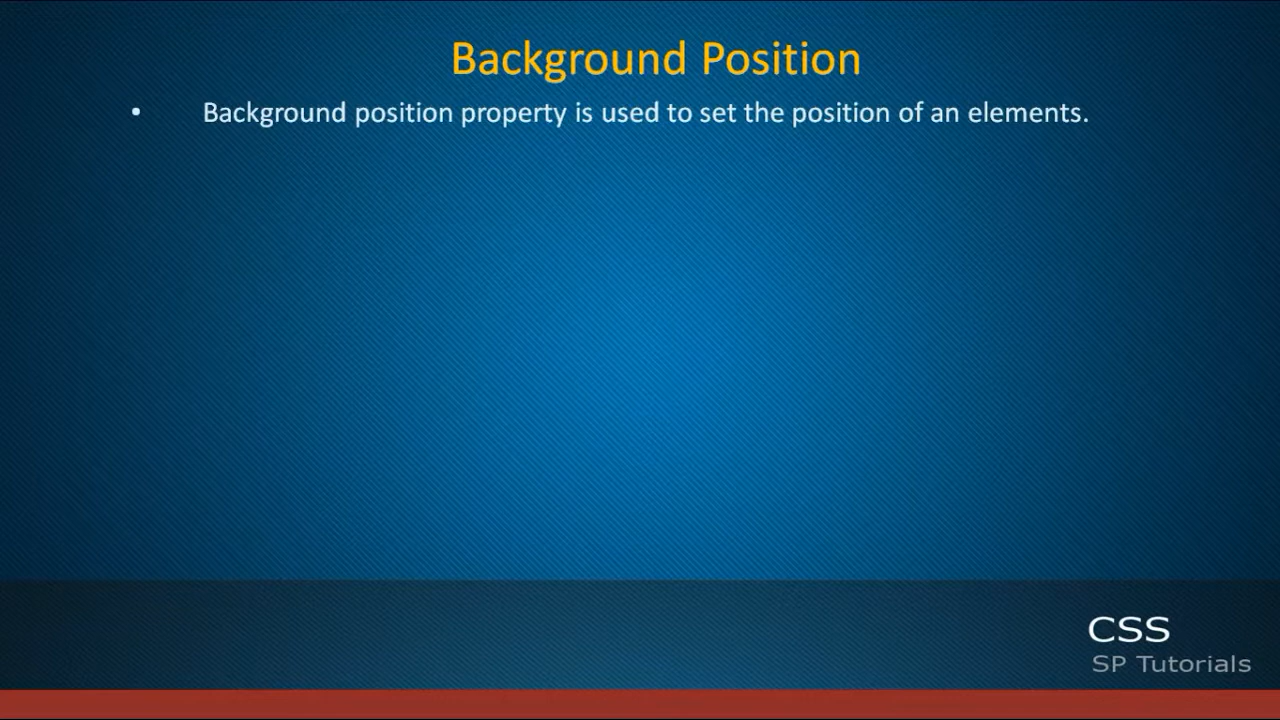 Background Position
• Background position property is used to set the position of an elements.
CSS
SP Tutorials